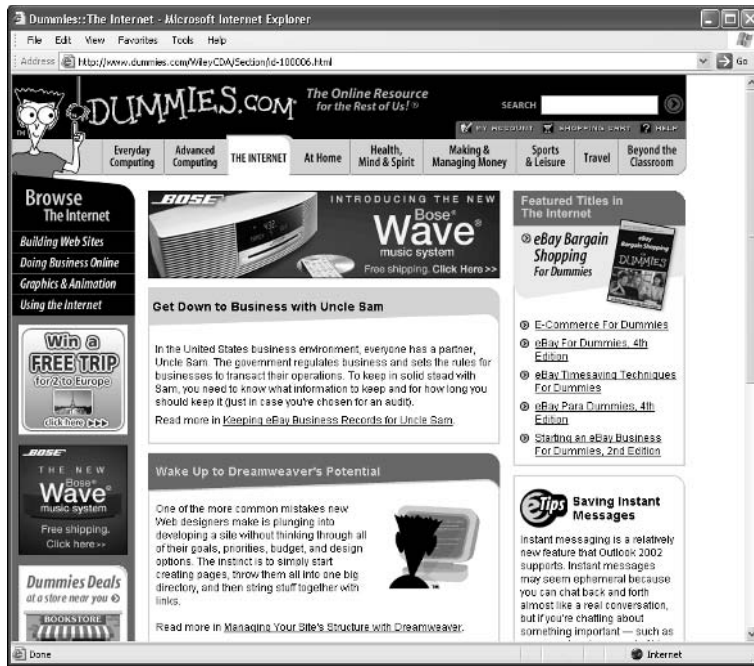 Dummies::The Internet - Microsoft Internet Explorer
File Edit View Favorites Tools Help
Address http://www.dummies.com/WileyCDA/Section/id-100006.html Go
DUMMIES.COM®
The Online Resource
for the Rest of Us!®
SEARCH
MY ACCOUNT SHOPPING CART ? HELP
TM
Everyday Computing
Advanced Computing
THE INTERNET
At Home
Health, Mind & Spirit
Making & Managing Money
Sports & Leisure
Travel
Beyond the Classroom
Browse
The Internet
Building Web Sites
Doing Business Online
Graphics & Animation
Using the Internet
Win a
FREE TRIP
for 2 to Europe
click here
BOSE
THE NEW
Bose®
Wave®
music system
Free shipping.
Click here >>
Dummies Deals
at a store near you
BOOKSTORE
BOSE
INTRODUCING THE NEW
Bose®
Wave®
music system
Free shipping. Click Here >>
Get Down to Business with Uncle Sam
In the United States business environment, everyone has a partner,
Uncle Sam. The government regulates business and sets the rules for
businesses to transact their operations. To keep in solid stead with
Sam, you need to know what information to keep and for how long you
should keep it (just in case you're chosen for an audit).
Read more in Keeping eBay Business Records for Uncle Sam.
Wake Up to Dreamweaver's Potential
One of the more common mistakes new
Web designers make is plunging into
developing a site without thinking through all
of their goals, priorities, budget, and design
options. The instinct is to simply start
creating pages, throw them all into one big
directory, and then string stuff together with
links.
TM
Read more in Managing Your Site's Structure with Dreamweaver.
Featured Titles in
The Internet
eBay Bargain
Shopping
For Dummies
eBay
Bargain Shopping
FOR
DUMMIES
E-Commerce For Dummies
eBay For Dummies, 4th
Edition
eBay Timesaving Techniques
For Dummies
eBay Para Dummies, 4th
Edition
Starting an eBay Business
For Dummies, 2nd Edition
eTips
Saving Instant
Messages
Instant messaging is a relatively
new feature that Outlook 2002
supports. Instant messages
may seem ephemeral because
you can chat back and forth
almost like a real conversation,
but if you're chatting about
something important — such as
Done
Internet